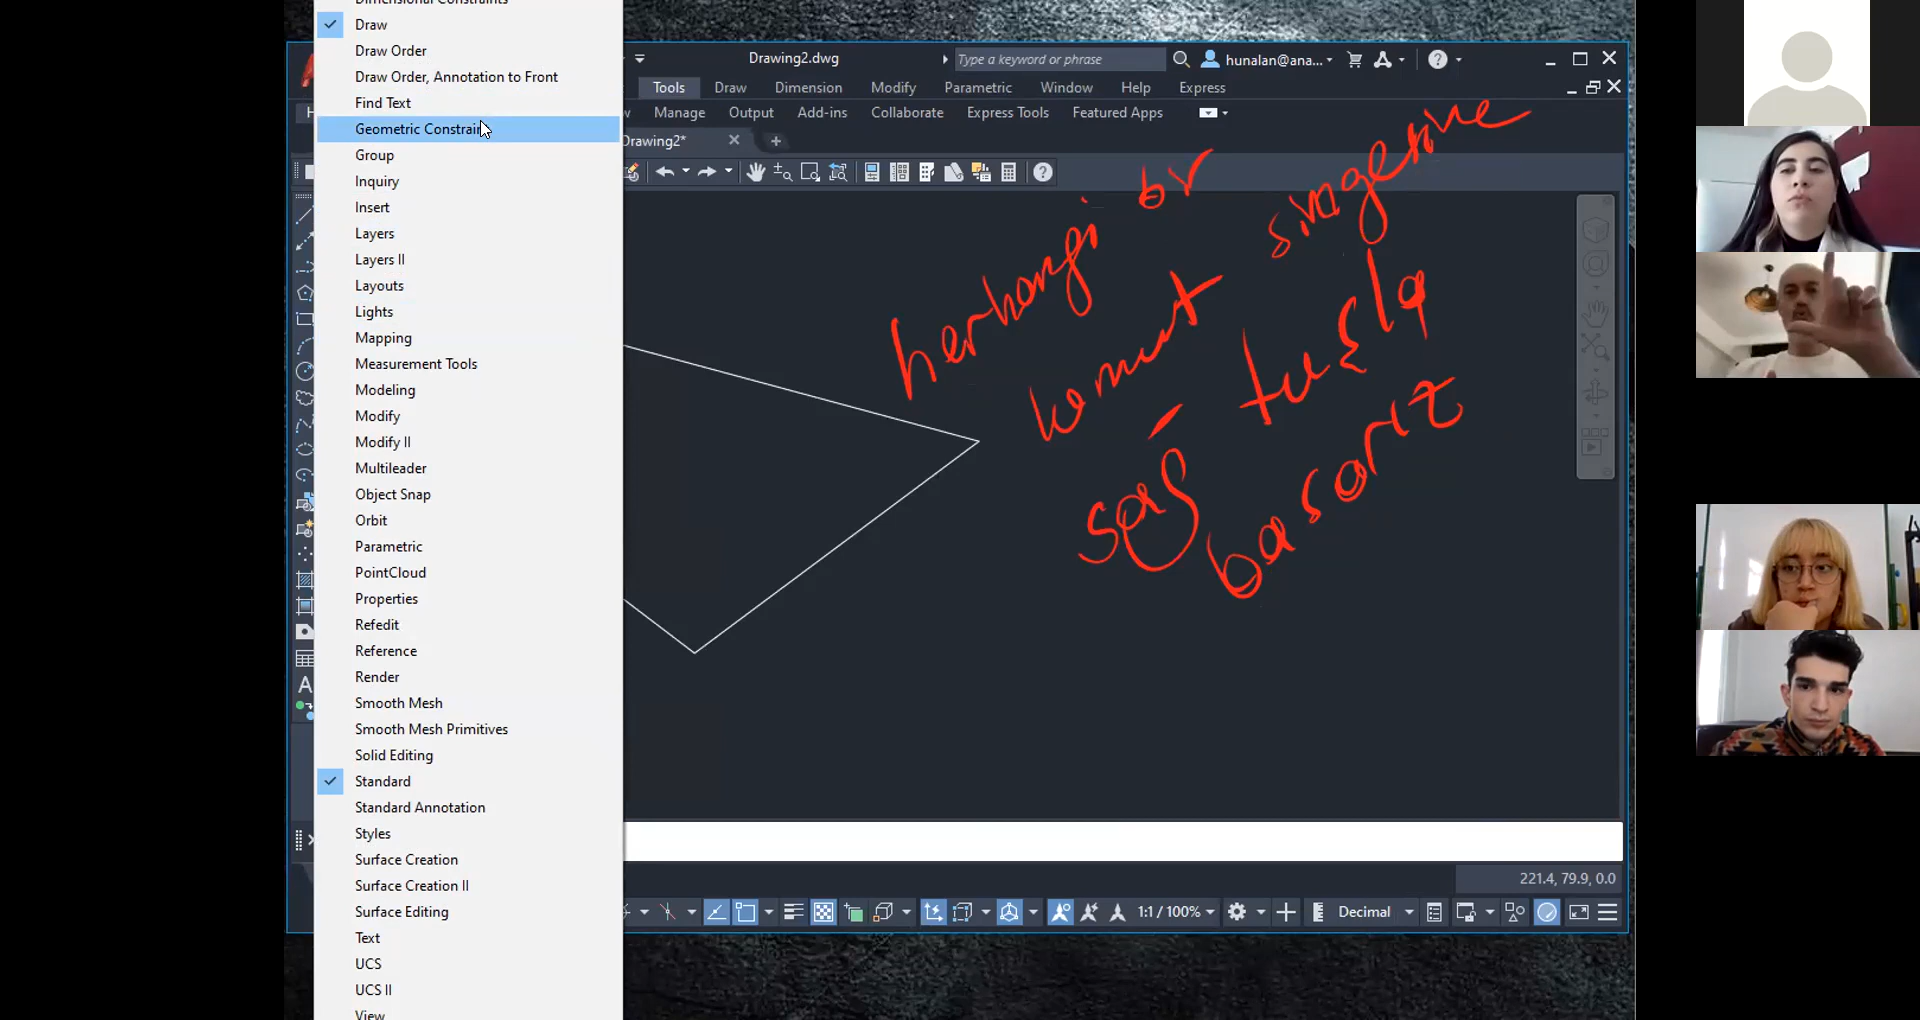 Dimensional Constraints
Draw
Draw Order
Draw Order, Annotation to Front
Find Text
Geometric Constrain
Group
Inquiry
Insert
Layers
Layers II
Layouts
Lights
Mapping
Measurement Tools
Modeling
Modify
Modify II
Multileader
Object Snap
Orbit
Parametric
PointCloud
Properties
Refedit
Reference
Render
Smooth Mesh
Smooth Mesh Primitives
Solid Editing
Standard
Standard Annotation
Styles
Surface Creation
Surface Creation II
Surface Editing
Text
UCS
UCS II
View
Drawing2.dwg
Type a keyword or phrase
hunalan@ana...
Tools Draw Dimension Modify Parametric Window Help Express
Manage Output Add-ins Collaborate Express Tools Featured Apps
Drawing2*
herhangi br
komut simgesine
sağ tuşla
basarız
221.4, 79.9, 0.0
1:1 / 100% Decimal